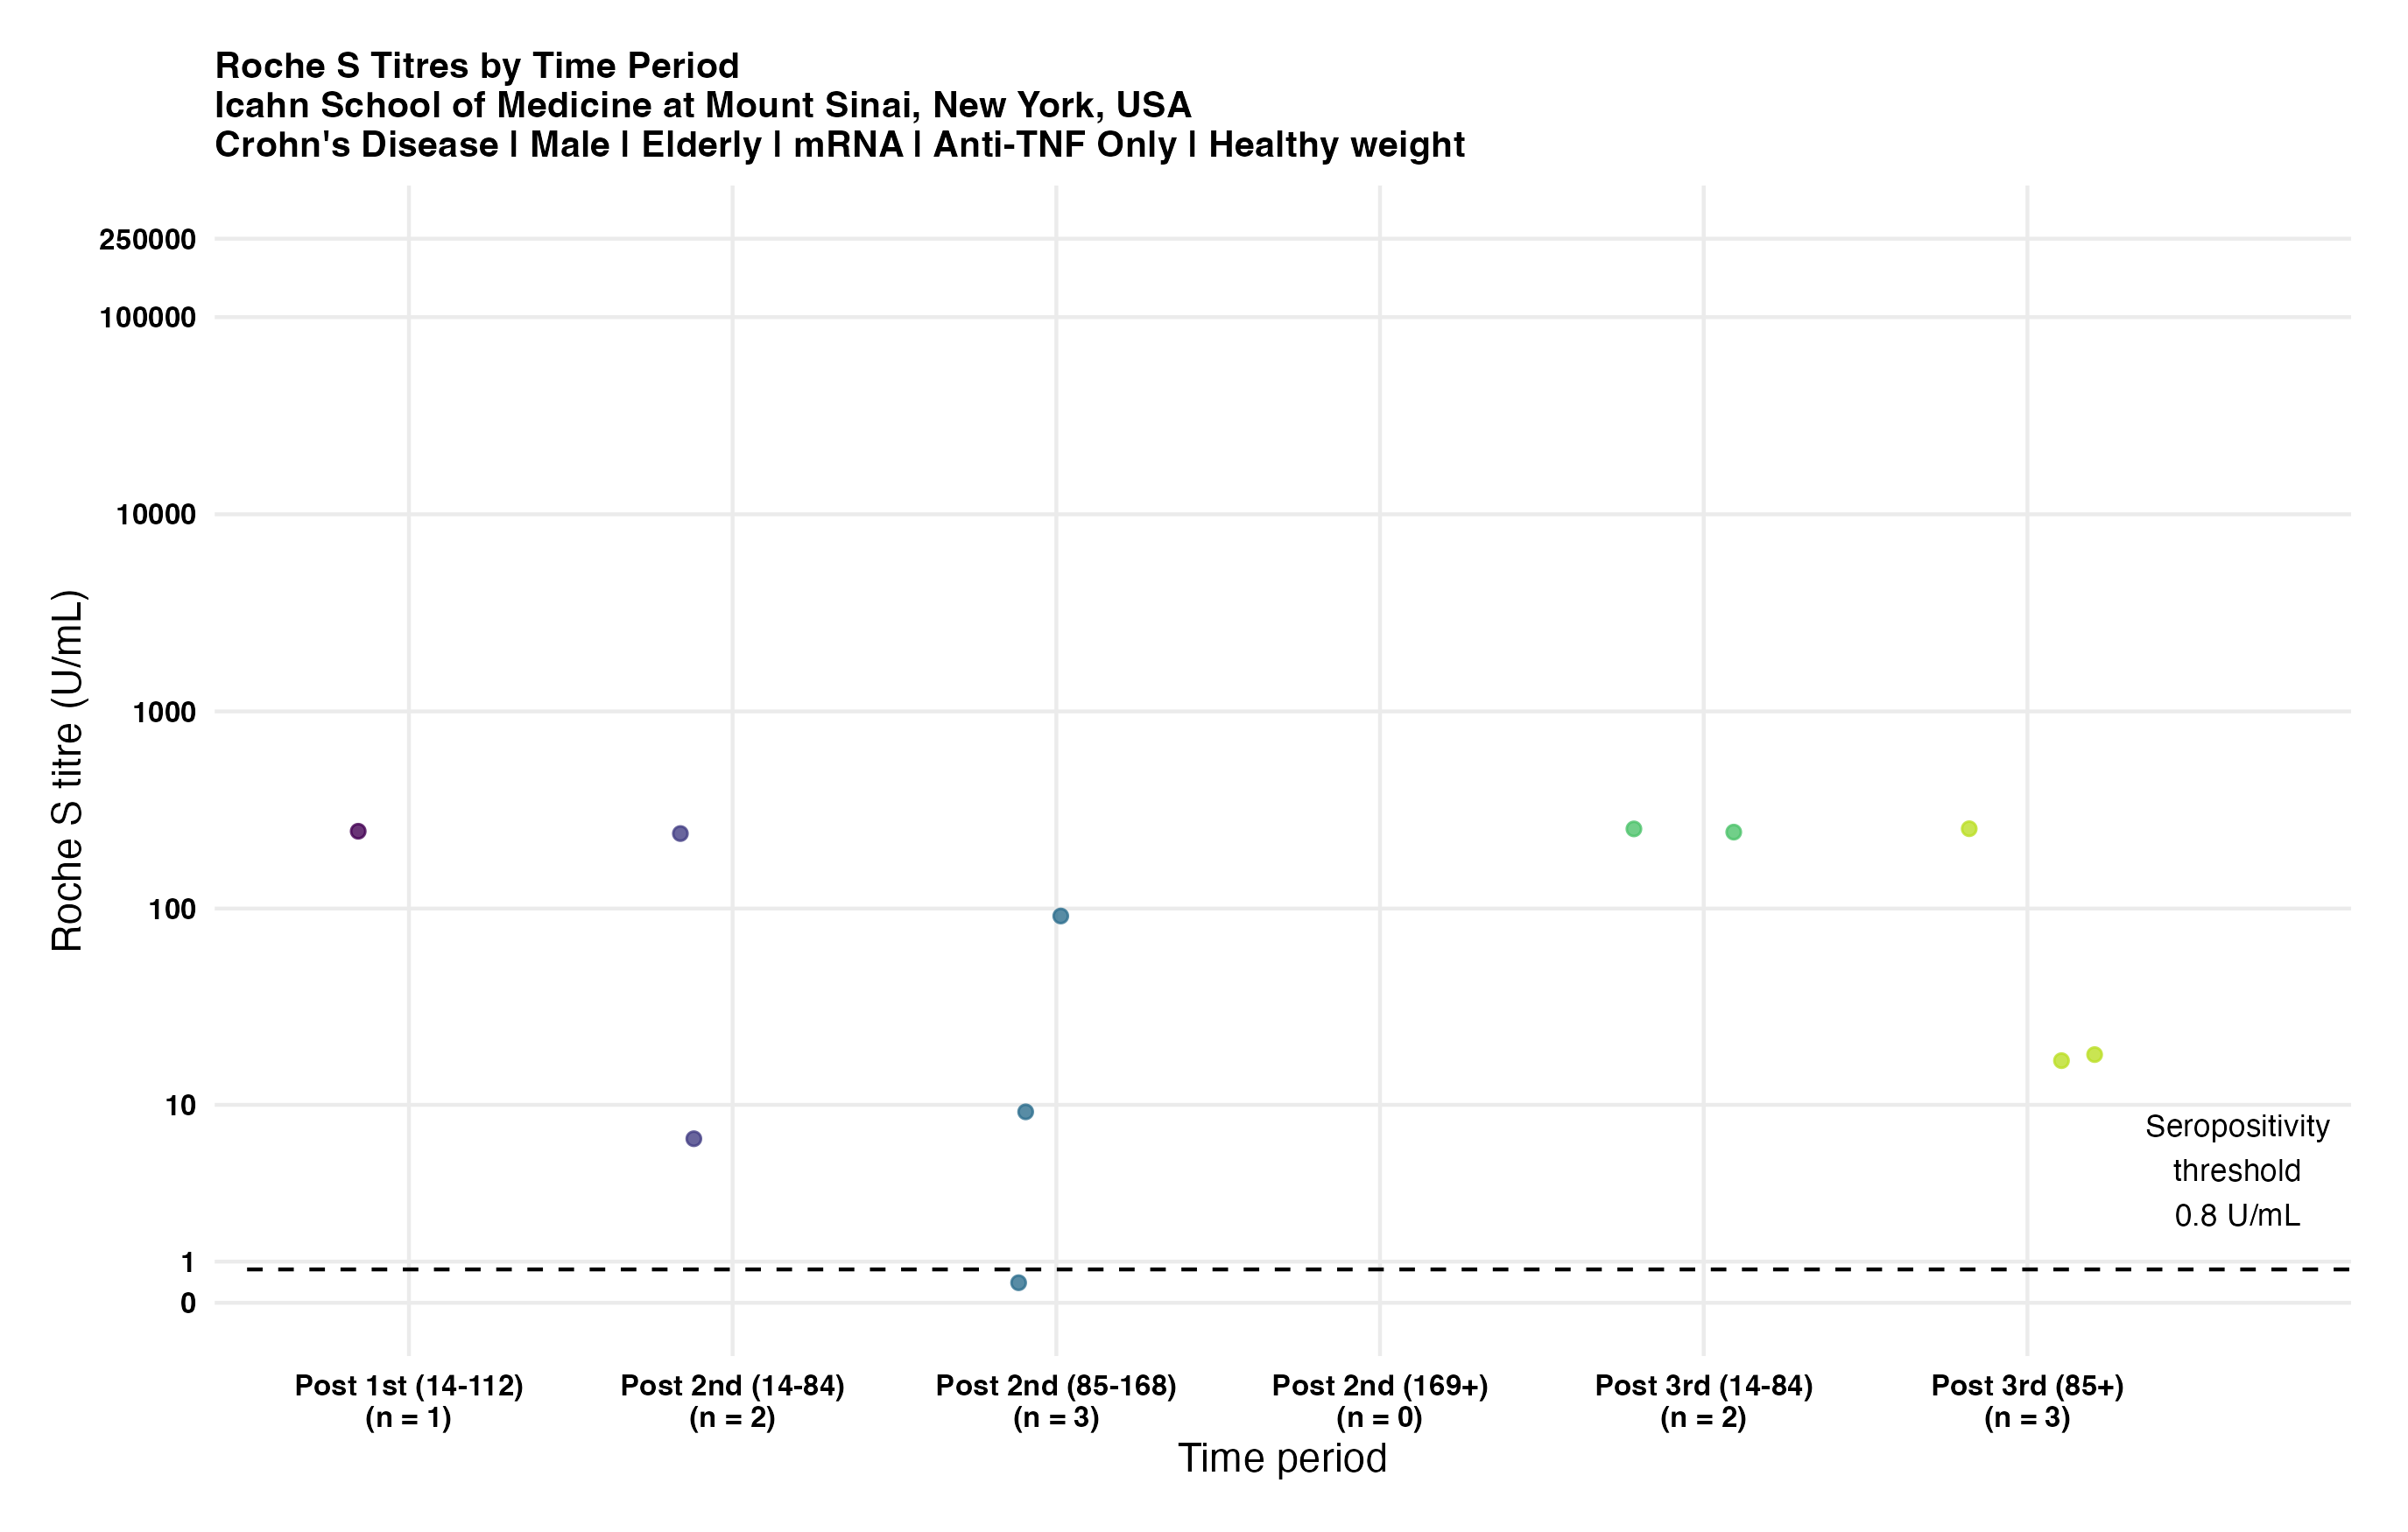 Roche S Titres by Time Period
Icahn School of Medicine at Mount Sinai, New York, USA
Crohn's Disease | Male | Elderly | mRNA | Anti-TNF Only | Healthy weight
Roche S titre (U/mL)
250000
100000
10000
1000
100
10
1
0
Seropositivity
threshold
0.8 U/mL
Post 1st (14-112)
(n = 1)
Post 2nd (14-84)
(n = 2)
Post 2nd (85-168)
(n = 3)
Post 2nd (169+)
(n = 0)
Post 3rd (14-84)
(n = 2)
Post 3rd (85+)
(n = 3)
Time period